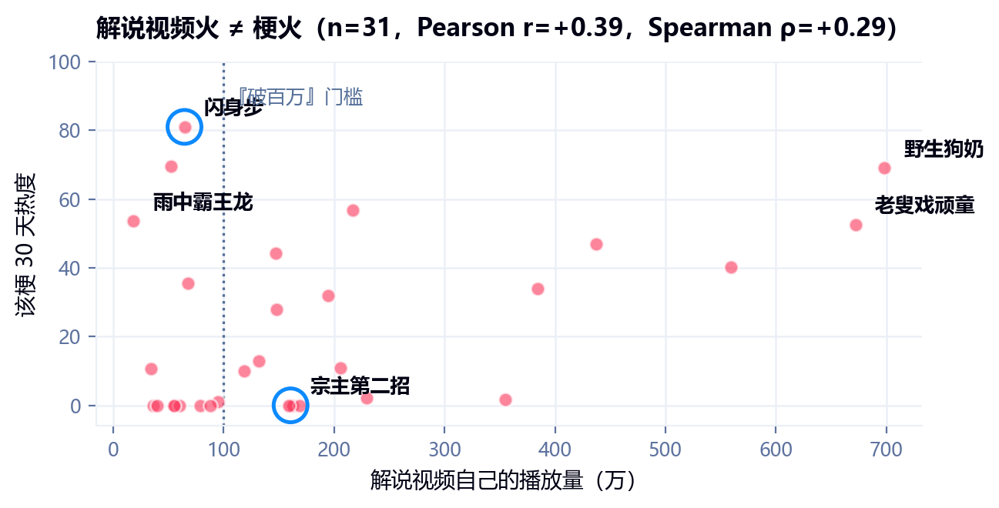 解说视频火 ≠ 梗火（n=31，Pearson r=+0.39，Spearman ρ=+0.29）
100
80
60
40
20
0
该梗 30 天热度
『破百万』门槛
闪身步
野生狗奶
雨中霸王龙
老叟戏顽童
宗主第二招
0 100 200 300 400 500 600 700
解说视频自己的播放量（万）